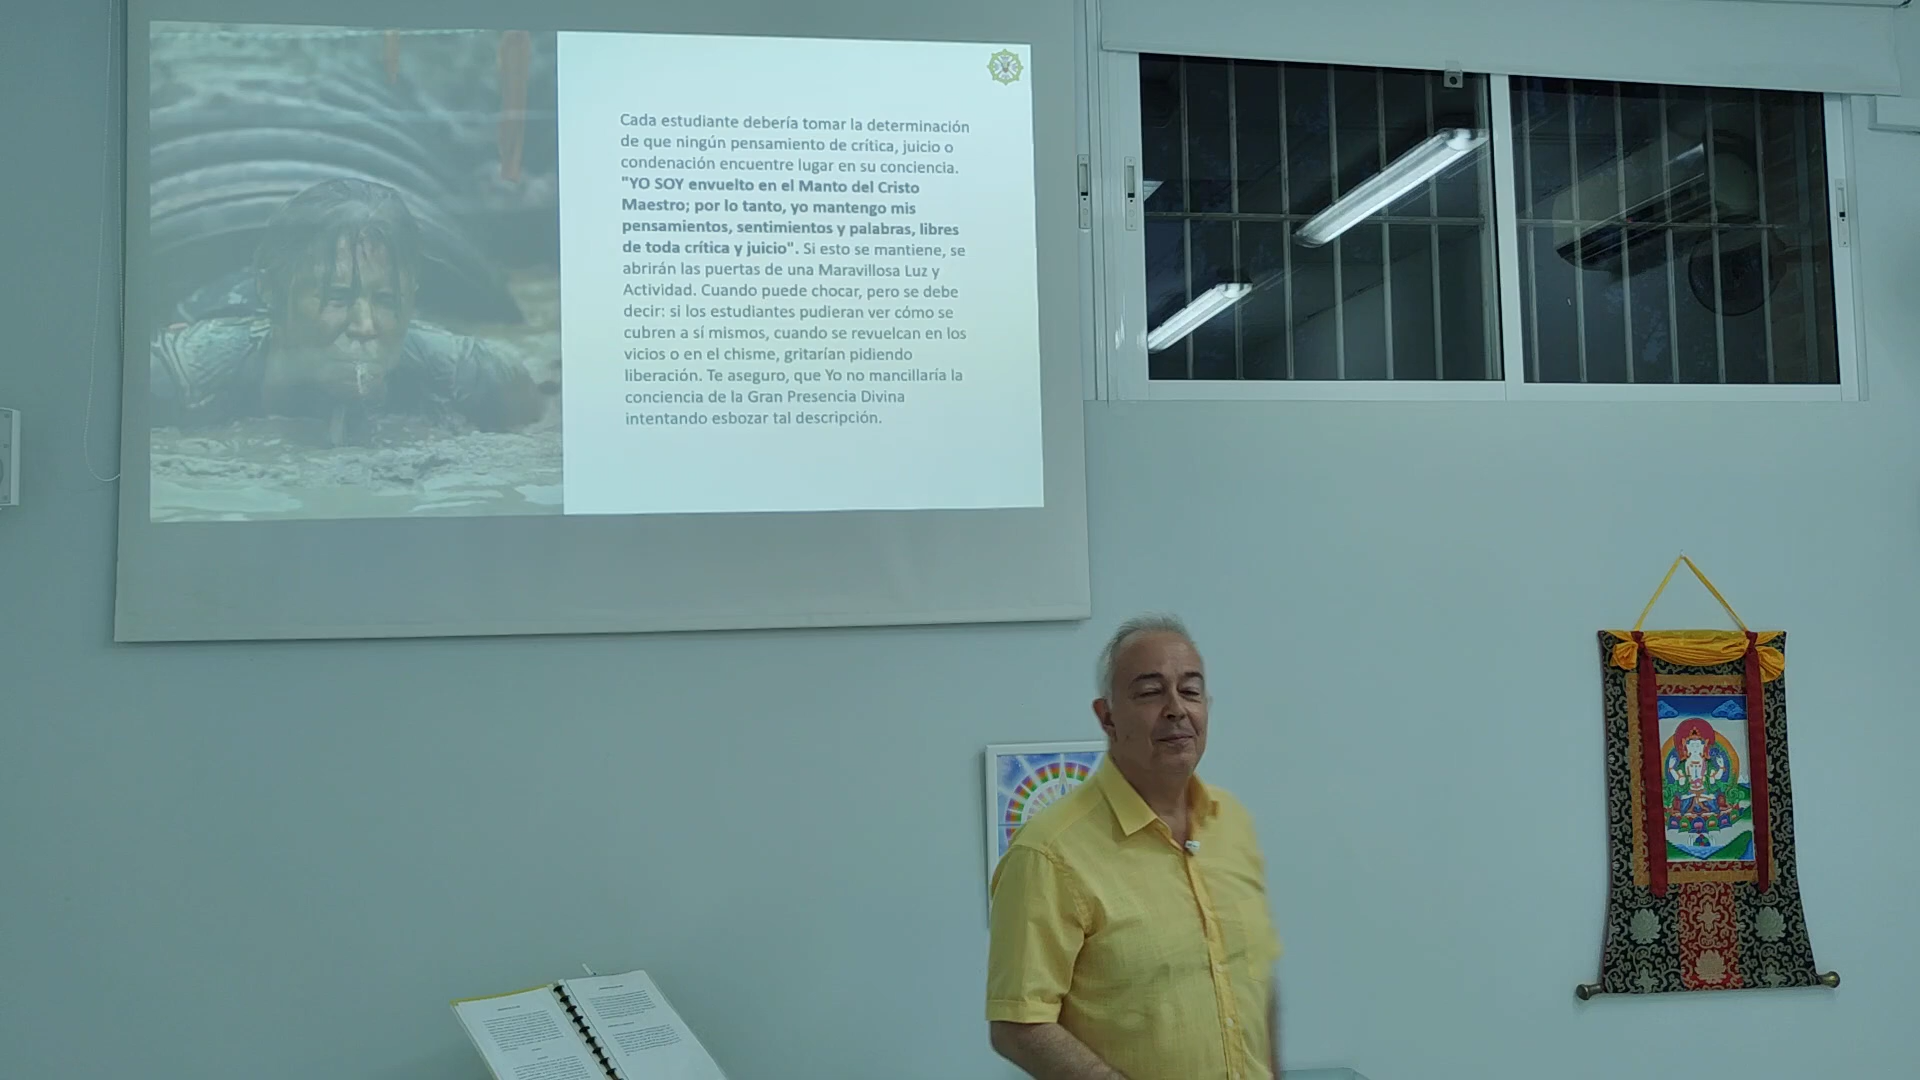 Cada estudiante debería tomar la determinación
de que ningún pensamiento de crítica, juicio o
condenación encuentre lugar en su conciencia.
"YO SOY envuelto en el Manto del Cristo
Maestro; por lo tanto, yo mantengo mis
pensamientos, sentimientos y palabras, libres
de toda crítica y juicio". Si esto se mantiene, se
abrirán las puertas de una Maravillosa Luz y
Actividad. Cuando puede chocar, pero se debe
decir: si los estudiantes pudieran ver cómo se
cubren a sí mismos, cuando se revuelcan en los
vicios o en el chisme, gritarían pidiendo
liberación. Te aseguro, que Yo no mancillaría la
conciencia de la Gran Presencia Divina
intentando esbozar tal descripción.